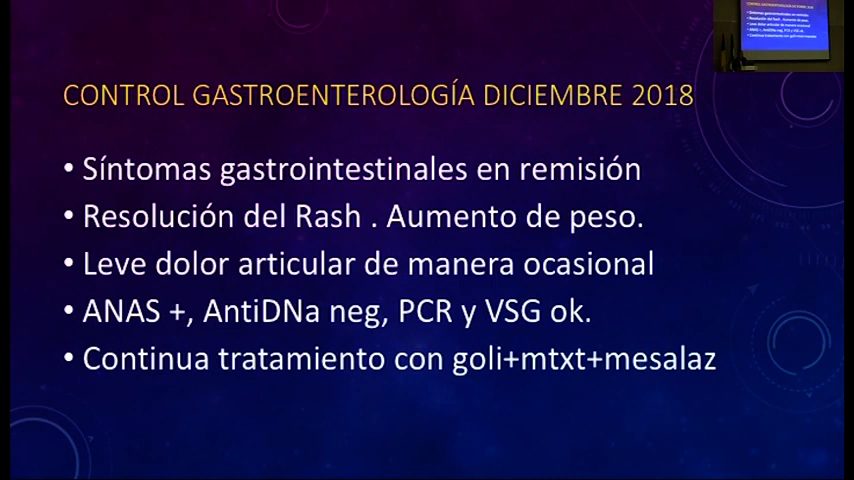 CONTROL GASTROENTEROLOGÍA DICIEMBRE 2018
• Síntomas gastrointestinales en remisión
• Resolución del Rash . Aumento de peso.
• Leve dolor articular de manera ocasional
• ANAS +, AntiDNa neg, PCR y VSG ok.
• Continua tratamiento con goli+mtxt+mesalaz